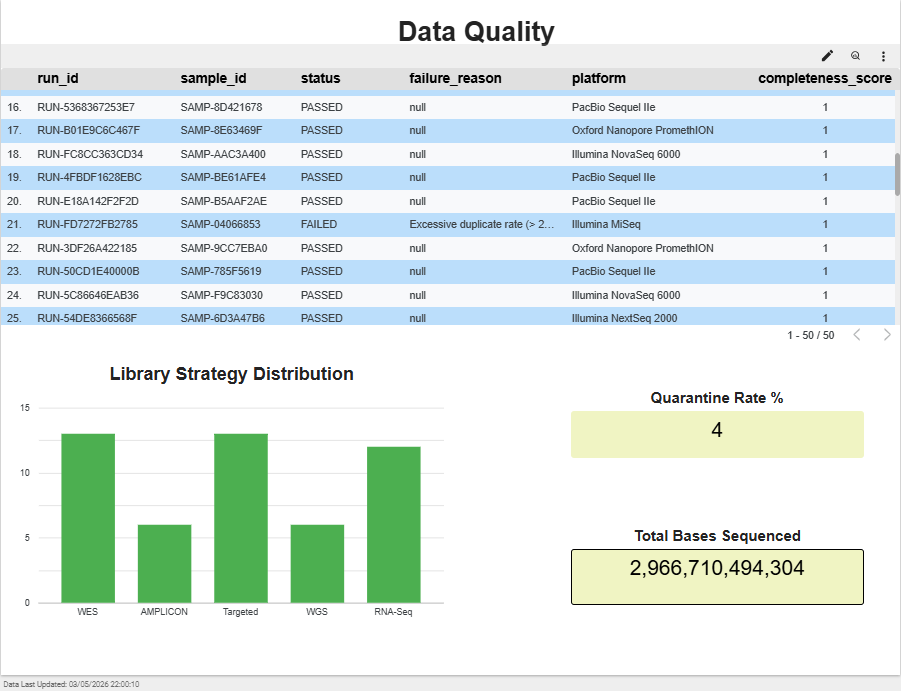 Data Quality
run_id sample_id status failure_reason platform completeness_score
16. RUN-5368367253E7 SAMP-8D421678 PASSED null PacBio Sequel IIe 1
17. RUN-B01E9C6C467F SAMP-8E63469F PASSED null Oxford Nanopore PromethION 1
18. RUN-FC8CC363CD34 SAMP-AAC3A400 PASSED null Illumina NovaSeq 6000 1
19. RUN-4FBDF1628EBC SAMP-BE61AFE4 PASSED null PacBio Sequel IIe 1
20. RUN-E18A142F2F2D SAMP-B5AAF2AE PASSED null PacBio Sequel IIe 1
21. RUN-FD7272FB2785 SAMP-04066853 FAILED Excessive duplicate rate (> 2... Illumina MiSeq 1
22. RUN-3DF26A422185 SAMP-9CC7EBA0 PASSED null Oxford Nanopore PromethION 1
23. RUN-50CD1E40000B SAMP-785F5619 PASSED null PacBio Sequel IIe 1
24. RUN-5C86646EAB36 SAMP-F9C83030 PASSED null Illumina NovaSeq 6000 1
25. RUN-54DE8366568F SAMP-6D3A47B6 PASSED null Illumina NextSeq 2000 1
1 - 50 / 50
Library Strategy Distribution
15
10
5
0
WES AMPLICON Targeted WGS RNA-Seq
Quarantine Rate %
4
Total Bases Sequenced
2,966,710,494,304
Data Last Updated: 03/05/2026 22:00:10